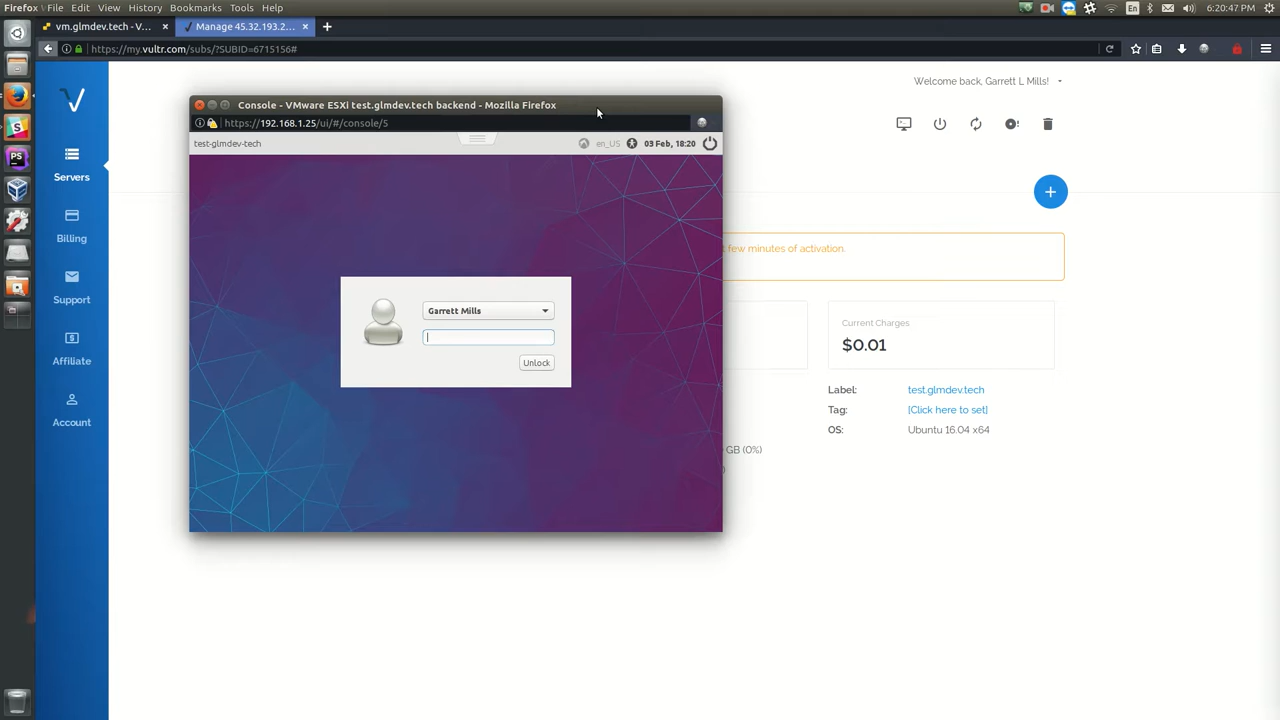 Firefox File Edit View History Bookmarks Tools Help
En
6:20:47 PM
vm.glmdev.tech - V...
Manage 45.32.193.2...
https://my.vultr.com/subs/?SUBID=6715156#
Welcome back, Garrett L Mills!
Console - VMware ESXi test.glmdev.tech backend - Mozilla Firefox
https://192.168.1.25/ui/#/console/5
test-glmdev-tech
en_US
03 Feb, 18:20
Servers
Billing
Support
Affiliate
Account
Garrett Mills
Unlock
few minutes of activation.
Current Charges
$0.01
Label: test.glmdev.tech
Tag: [Click here to set]
OS: Ubuntu 16.04 x64
GB (0%)
PS